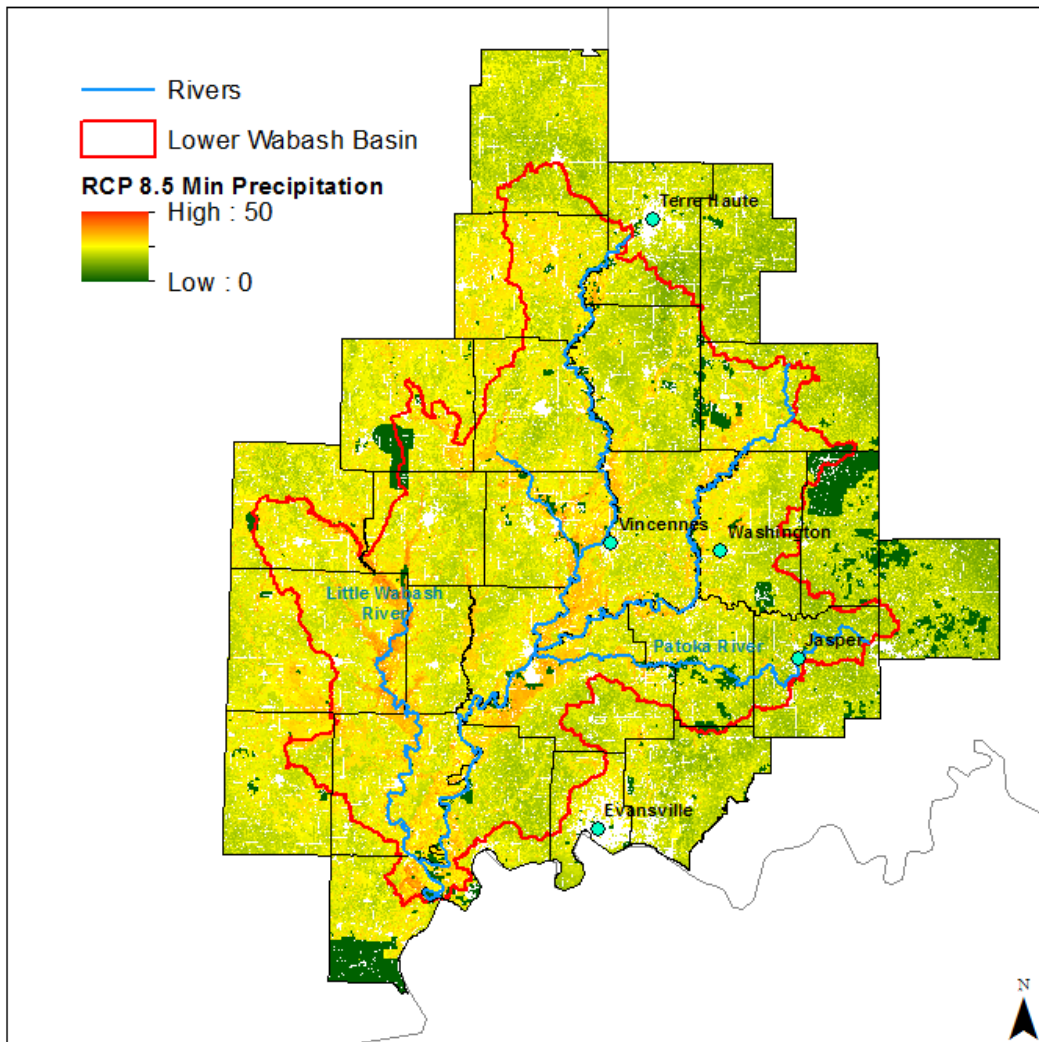 Rivers
Lower Wabash Basin
RCP 8.5 Min Precipitation
High : 50
Low : 0
Terre Haute
Vincennes
Washington
Little Wabash
River
Patoka River
Jasper
Evansville
N